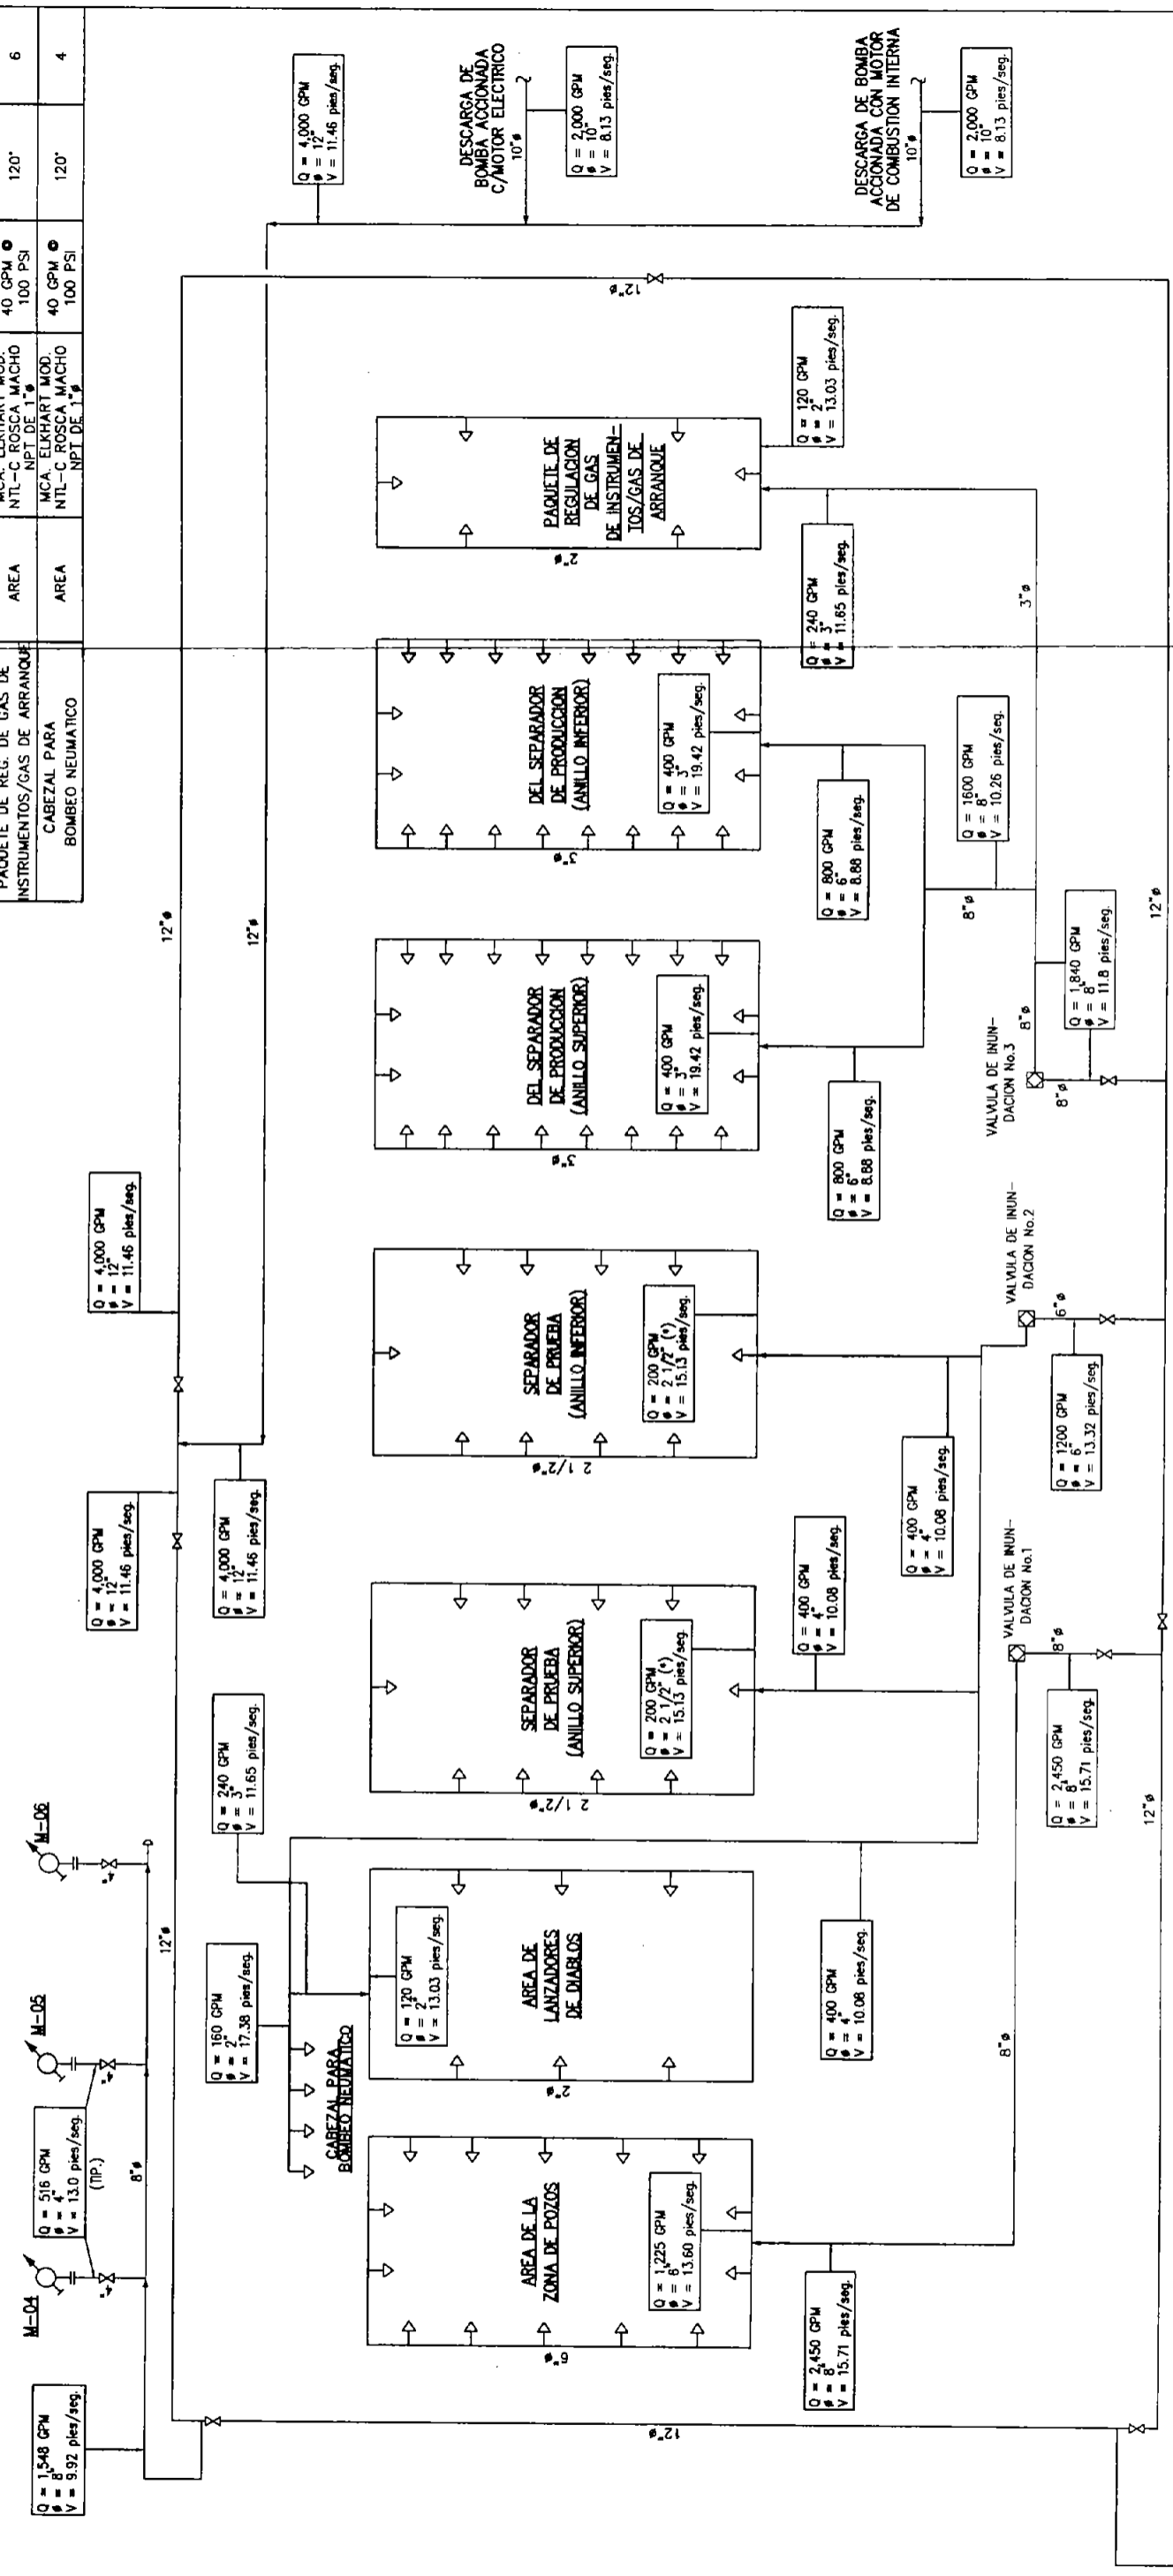 PAQUETE DE REG. DE GAS DE
INSTRUMENTOS/GAS DE ARRANQUE
AREA
MCA. ELKHART MOD.
NTL-C ROSCA MACHO
NPT DE 1"ø
40 GPM @
100 PSI
120°
6
CABEZAL PARA
BOMBEO NEUMATICO
AREA
MCA. ELKHART MOD.
NTL-C ROSCA MACHO
NPT DE 1"ø
40 GPM @
100 PSI
120°
4
M-04
M-05
M-06
Q = 1,548 GPM
ø = 8"
V = 9.92 pies/seg.
Q = 516 GPM
ø = 4"
V = 13.0 pies/seg.
(TIP.)
4"
4"
4"
8"ø
12"ø
Q = 4,000 GPM
ø = 12"
V = 11.46 pies/seg.
Q = 4,000 GPM
ø = 12"
V = 11.46 pies/seg.
12"ø
12"ø
Q = 4,000 GPM
ø = 12"
V = 11.46 pies/seg.
Q = 4,000 GPM
ø = 12"
V = 11.46 pies/seg.
DESCARGA DE
BOMBA ACCIONADA
C/MOTOR ELECTRICO
10"ø
Q = 2,000 GPM
ø = 10"
V = 8.13 pies/seg.
DESCARGA DE BOMBA
ACCIONADA CON MOTOR
DE COMBUSTION INTERNA
10"ø
Q = 2,000 GPM
ø = 10"
V = 8.13 pies/seg.
Q = 160 GPM
ø = 2"
V = 17.38 pies/seg.
Q = 240 GPM
ø = 3"
V = 11.65 pies/seg.
CABEZAL PARA
BOMBEO NEUMATICO
AREA DE LA
ZONA DE POZOS
6"ø
Q = 1,225 GPM
ø = 6"
V = 13.60 pies/seg.
Q = 2,450 GPM
ø = 8"
V = 15.71 pies/seg.
Q = 120 GPM
ø = 2"
V = 13.03 pies/seg.
AREA DE
LANZADORES
DE DIABLOS
2"ø
Q = 400 GPM
ø = 4"
V = 10.08 pies/seg.
SEPARADOR
DE PRUEBA
(ANILLO SUPERIOR)
2 1/2"ø
Q = 200 GPM
ø = 2 1/2" (*)
V = 15.13 pies/seg.
Q = 400 GPM
ø = 4"
V = 10.08 pies/seg.
SEPARADOR
DE PRUEBA
(ANILLO INFERIOR)
2 1/2"ø
Q = 200 GPM
ø = 2 1/2" (*)
V = 15.13 pies/seg.
Q = 400 GPM
ø = 4"
V = 10.08 pies/seg.
DEL SEPARADOR
DE PRODUCCION
(ANILLO SUPERIOR)
3"ø
Q = 400 GPM
ø = 3"
V = 19.42 pies/seg.
Q = 800 GPM
ø = 6"
V = 8.88 pies/seg.
DEL SEPARADOR
DE PRODUCCION
(ANILLO INFERIOR)
3"ø
Q = 400 GPM
ø = 3"
V = 19.42 pies/seg.
Q = 800 GPM
ø = 6"
V = 8.88 pies/seg.
PAQUETE DE
REGULACION
DE GAS
DE INSTRUMEN-
TOS/GAS DE
ARRANQUE
2"ø
Q = 120 GPM
ø = 2"
V = 13.03 pies/seg.
Q = 240 GPM
ø = 3"
V = 11.65 pies/seg.
12"ø
3"ø
Q = 1600 GPM
ø = 8"
V = 10.26 pies/seg.
8"ø
8"ø
Q = 1,840 GPM
ø = 8"
V = 11.8 pies/seg.
VALVULA DE INUN-
DACION No.3
8"ø
VALVULA DE INUN-
DACION No.2
6"ø
Q = 1200 GPM
ø = 6"
V = 13.32 pies/seg.
VALVULA DE INUN-
DACION No.1
8"ø
Q = 2,450 GPM
ø = 8"
V = 15.71 pies/seg.
8"ø
12"ø
12"ø
12"ø